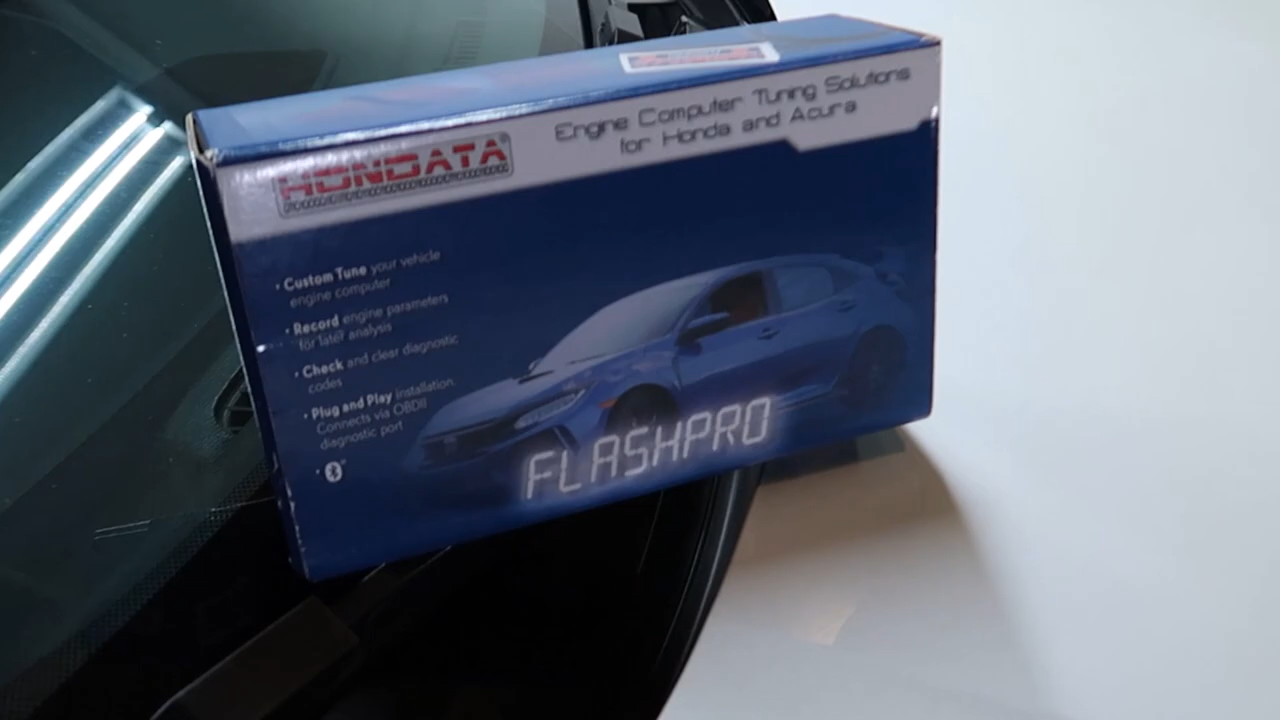 HONDATA
Engine Computer Tuning Solutions
for Honda and Acura
• Custom Tune your vehicle
engine computer
• Record engine parameters
for later analysis
• Check and clear diagnostic
codes
• Plug and Play installation.
Connects via OBDII
diagnostic port
FLASHPRO